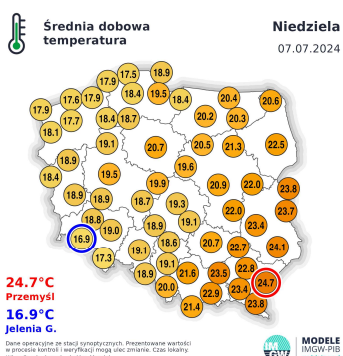 Średnia dobowa
temperatura
Niedziela
07.07.2024
17.9 17.5 18.9
17.6 17.9 18.4 19.5 18.4 20.4 20.6
17.9
17.7 18.4 18.7 20.2 20.3
18.1
19.1 20.7 20.5 21.3 22.5
18.9
18.4 19.5 19.6
19.9 20.9 22.0 23.8
18.9 18.9 18.7 19.3 22.0 23.7
18.8 19.0 18.9 19.1 23.4
16.9 19.1 18.6 20.7 22.7 24.1
17.3 18.9 19.1 21.6 23.5 22.8
20.0 22.9 23.4 24.7
21.4 23.8
24.7°C
Przemyśl
16.9°C
Jelenia G.
Dane operacyjne ze stacji synoptycznych. Prezentowane wartości
w procesie kontroli i weryfikacji mogą ulec zmianie. Czas lokalny.
IM
GW
MODELE
IMGW-PIB